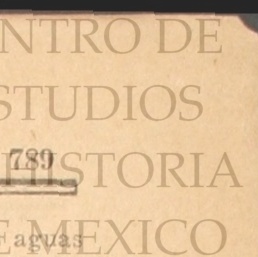 NTRO DE
STUDIOS
789
HISTORIA
E MEXICO
aguas